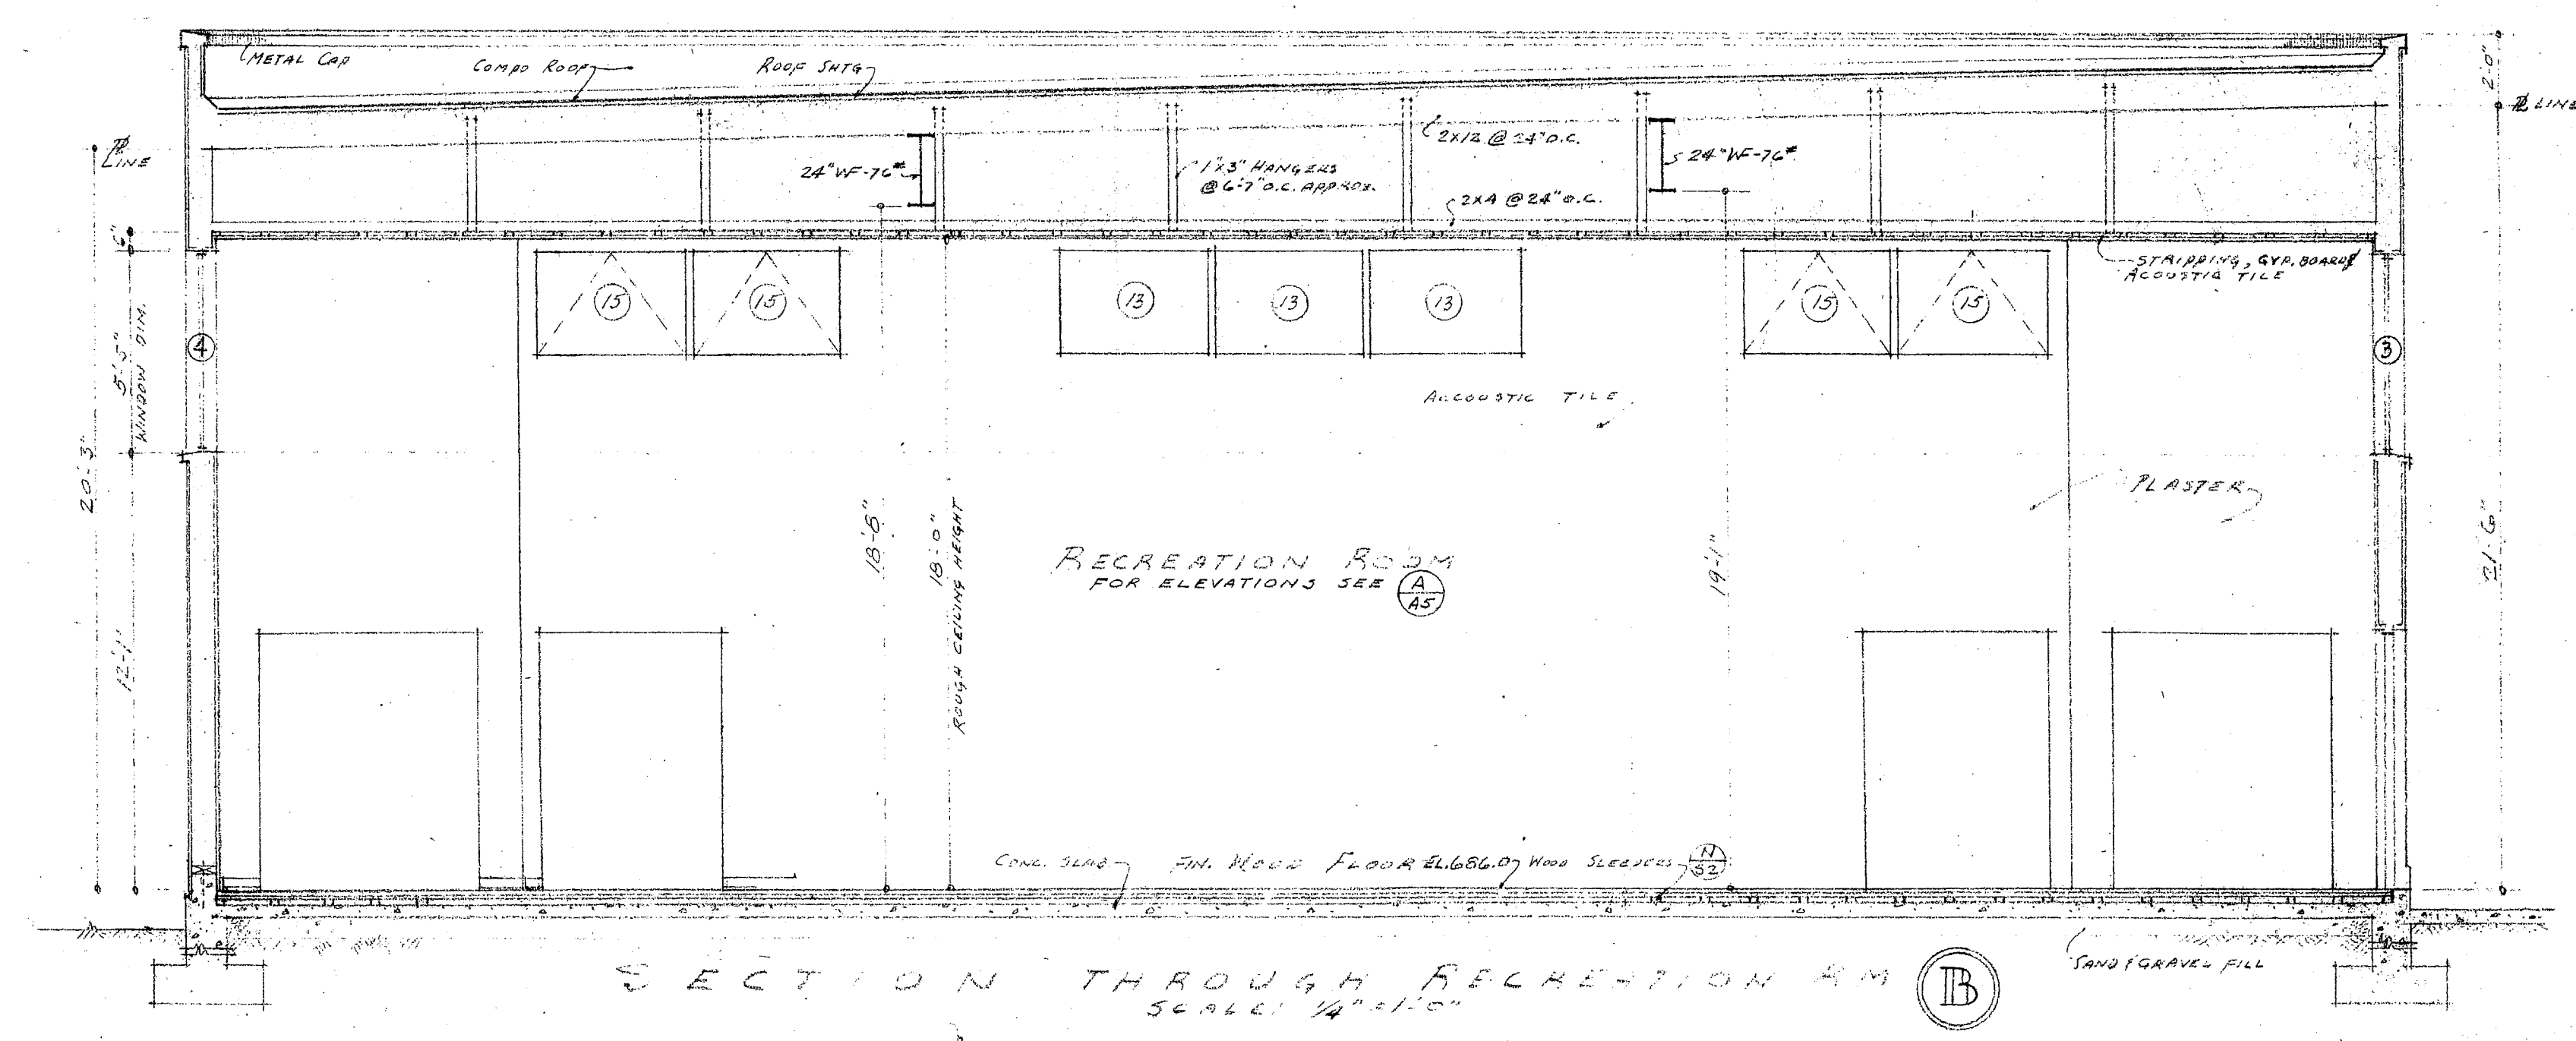 METAL CAP
COMPO ROOF
ROOF SHTG
2'-0"
PL LINE
PL LINE
24" WF-76#
1"X3" HANGERS
@ 6'-7" O.C. APPROX.
2X12 @ 24" O.C.
2X4 @ 24" O.C.
24" WF-76#
6"
STRIPPING, GYP. BOARD &
ACOUSTIC TILE
15
15
13
13
13
15
15
4
3
5'-5"
WINDOW DIM.
ACCOUSTIC TILE
20'-3"
12'-1"
18'-8"
18'-0"
ROUGH CEILING HEIGHT
19'-1"
PLASTER
21'-6"
RECREATION ROOM
FOR ELEVATIONS SEE A
A5
CONC. SLAB
FIN. WOOD FLOOR EL.686.0
WOOD SLEEPERS
N
S2
SAND & GRAVEL FILL
SECTION THROUGH RECREATION RM B
SCALE: 1/4" = 1'-0"